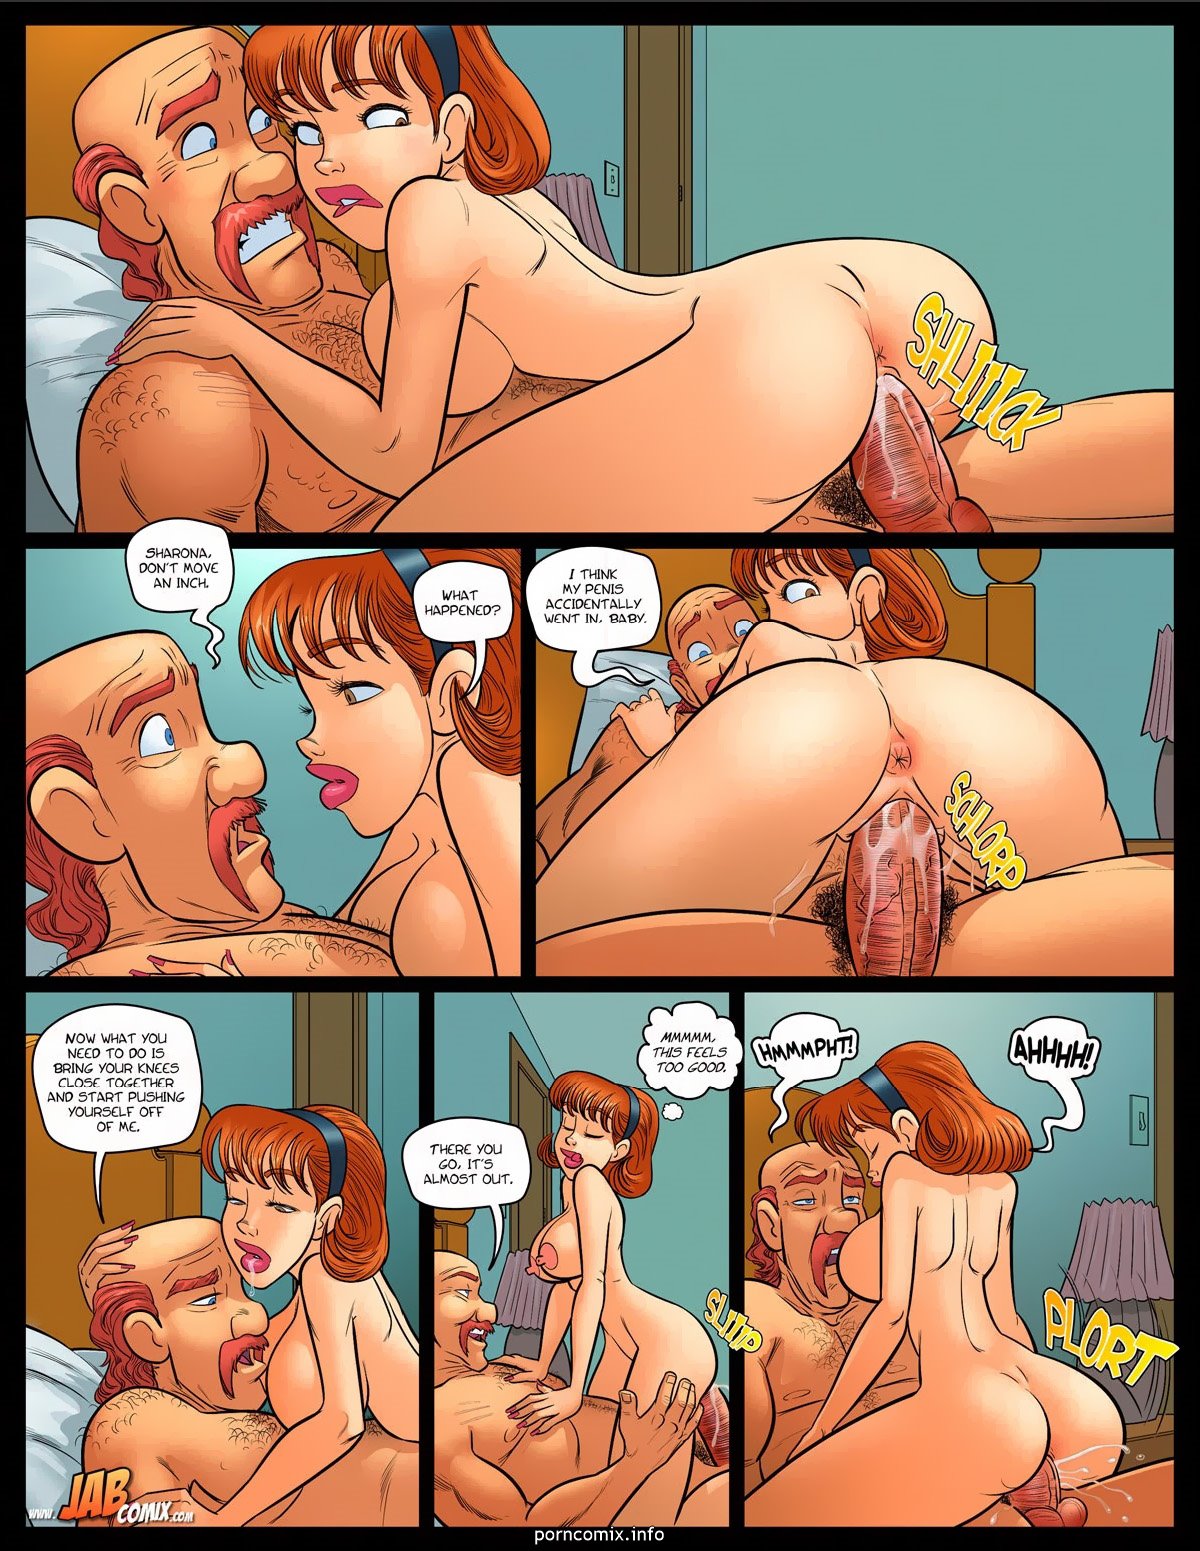 SHLIIIICK
SHARONA,
DON'T MOVE
AN INCH.
WHAT
HAPPENED?
I THINK
MY PENIS
ACCIDENTALLY
WENT IN, BABY.
SCHLORP
NOW WHAT YOU
NEED TO DO IS
BRING YOUR KNEES
CLOSE TOGETHER
AND START PUSHING
YOURSELF OFF
OF ME.
MMMMM,
THIS FEELS
TOO GOOD.
THERE YOU
GO, IT'S
ALMOST OUT.
SLIIIP
HMMMPHT!
AHHHH!
PLORT
www.JABCOMIX.com
porncomix.info